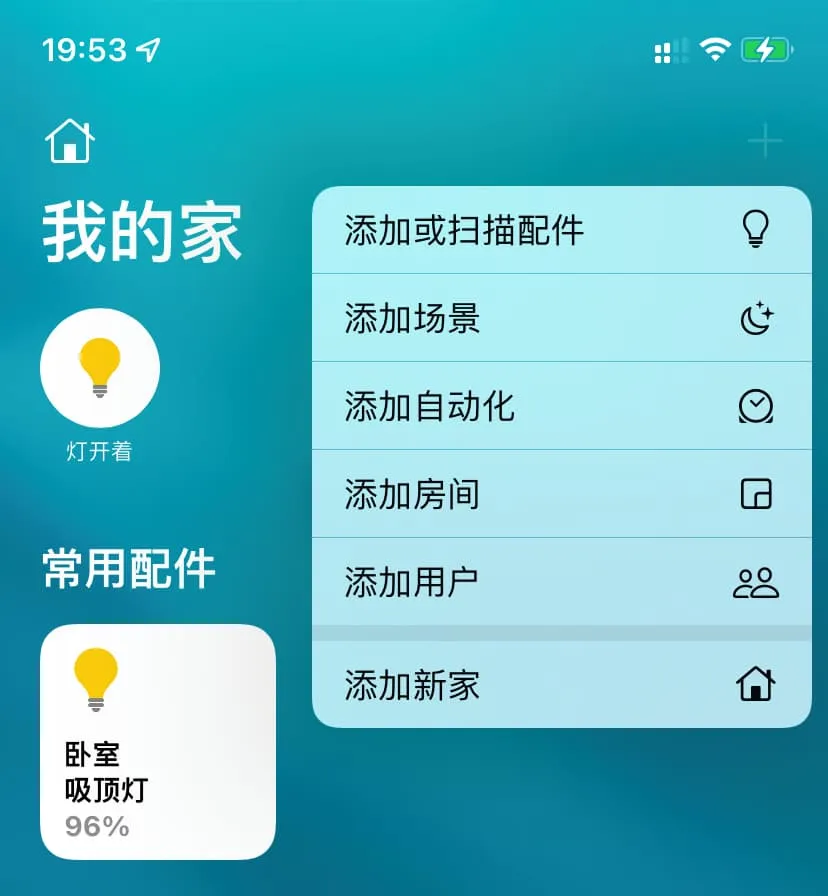 19:53
我的家
灯开着
常用配件
卧室
吸顶灯
96%
添加或扫描配件
添加场景
添加自动化
添加房间
添加用户
添加新家